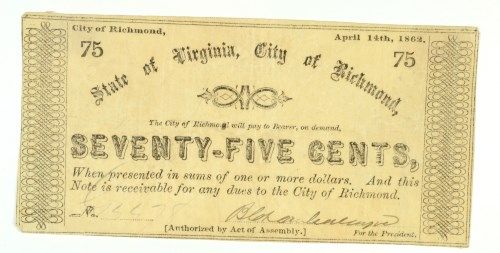 City of Richmond, April 14th, 1862.
75 75
State of Virginia, City of Richmond,
The City of Richmond will pay to Bearer, on demand,
SEVENTY-FIVE CENTS,
When presented in sums of one or more dollars. And this
Note is receivable for any dues to the City of Richmond.
No.
For the President.
[Authorized by Act of Assembly.]